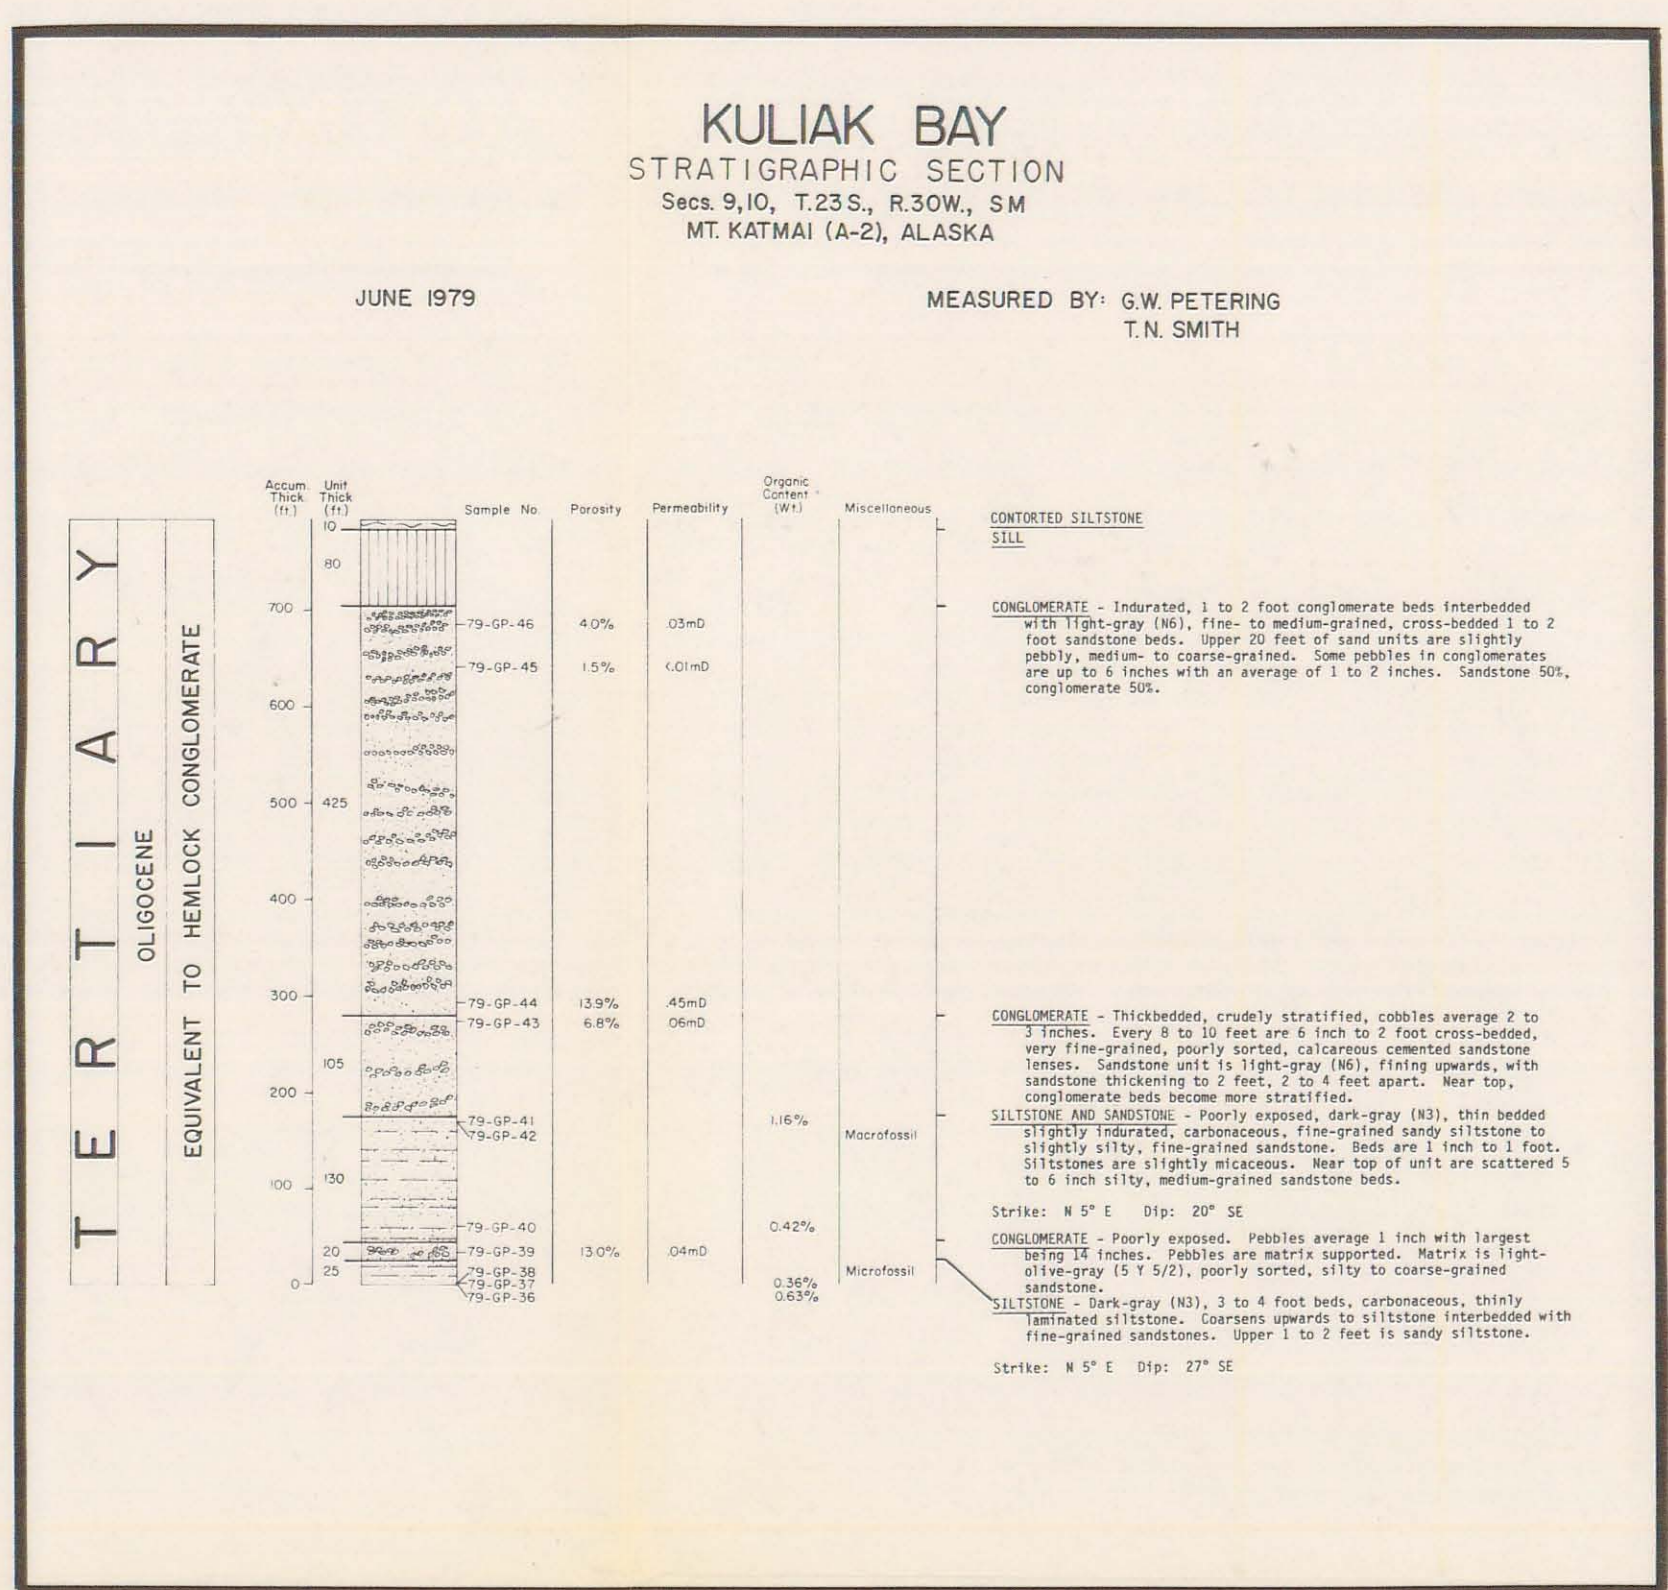 KULIAK BAY
STRATIGRAPHIC SECTION
Secs. 9,10, T.23S., R.30W., SM
MT. KATMAI (A-2), ALASKA
JUNE 1979
MEASURED BY: G.W. PETERING
T.N. SMITH
TERTIARY
OLIGOCENE
EQUIVALENT TO HEMLOCK CONGLOMERATE
Accum. Thick (ft.)
Unit Thick (ft.)
Sample No.
Porosity
Permeability
Organic Content (Wt.)
Miscellaneous
10
80
700
79-GP-46 4.0% .03mD
79-GP-45 1.5% <.01mD
600
500 425
400
300
79-GP-44 13.9% .45mD
79-GP-43 6.8% .06mD
105
200
79-GP-41 1.16%
79-GP-42 Macrofossil
100 130
79-GP-40 0.42%
20 79-GP-39 13.0% .04mD
25 79-GP-38 Microfossil
0 79-GP-37 0.36%
79-GP-36 0.63%
CONTORTED SILTSTONE
SILL
CONGLOMERATE - Indurated, 1 to 2 foot conglomerate beds interbedded
with light-gray (N6), fine- to medium-grained, cross-bedded 1 to 2
foot sandstone beds. Upper 20 feet of sand units are slightly
pebbly, medium- to coarse-grained. Some pebbles in conglomerates
are up to 6 inches with an average of 1 to 2 inches. Sandstone 50%,
conglomerate 50%.
CONGLOMERATE - Thickbedded, crudely stratified, cobbles average 2 to
3 inches. Every 8 to 10 feet are 6 inch to 2 foot cross-bedded,
very fine-grained, poorly sorted, calcareous cemented sandstone
lenses. Sandstone unit is light-gray (N6), fining upwards, with
sandstone thickening to 2 feet, 2 to 4 feet apart. Near top,
conglomerate beds become more stratified.
SILTSTONE AND SANDSTONE - Poorly exposed, dark-gray (N3), thin bedded
slightly indurated, carbonaceous, fine-grained sandy siltstone to
slightly silty, fine-grained sandstone. Beds are 1 inch to 1 foot.
Siltstones are slightly micaceous. Near top of unit are scattered 5
to 6 inch silty, medium-grained sandstone beds.
Strike: N 5° E Dip: 20° SE
CONGLOMERATE - Poorly exposed. Pebbles average 1 inch with largest
being 14 inches. Pebbles are matrix supported. Matrix is light-
olive-gray (5 Y 5/2), poorly sorted, silty to coarse-grained
sandstone.
SILTSTONE - Dark-gray (N3), 3 to 4 foot beds, carbonaceous, thinly
laminated siltstone. Coarsens upwards to siltstone interbedded with
fine-grained sandstones. Upper 1 to 2 feet is sandy siltstone.
Strike: N 5° E Dip: 27° SE